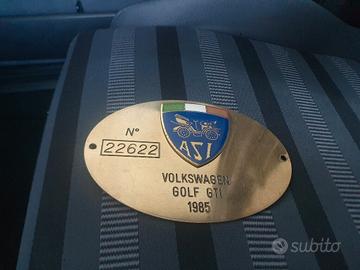 N°
22622
ASI
VOLKSWAGEN
GOLF GTI
1985
subito